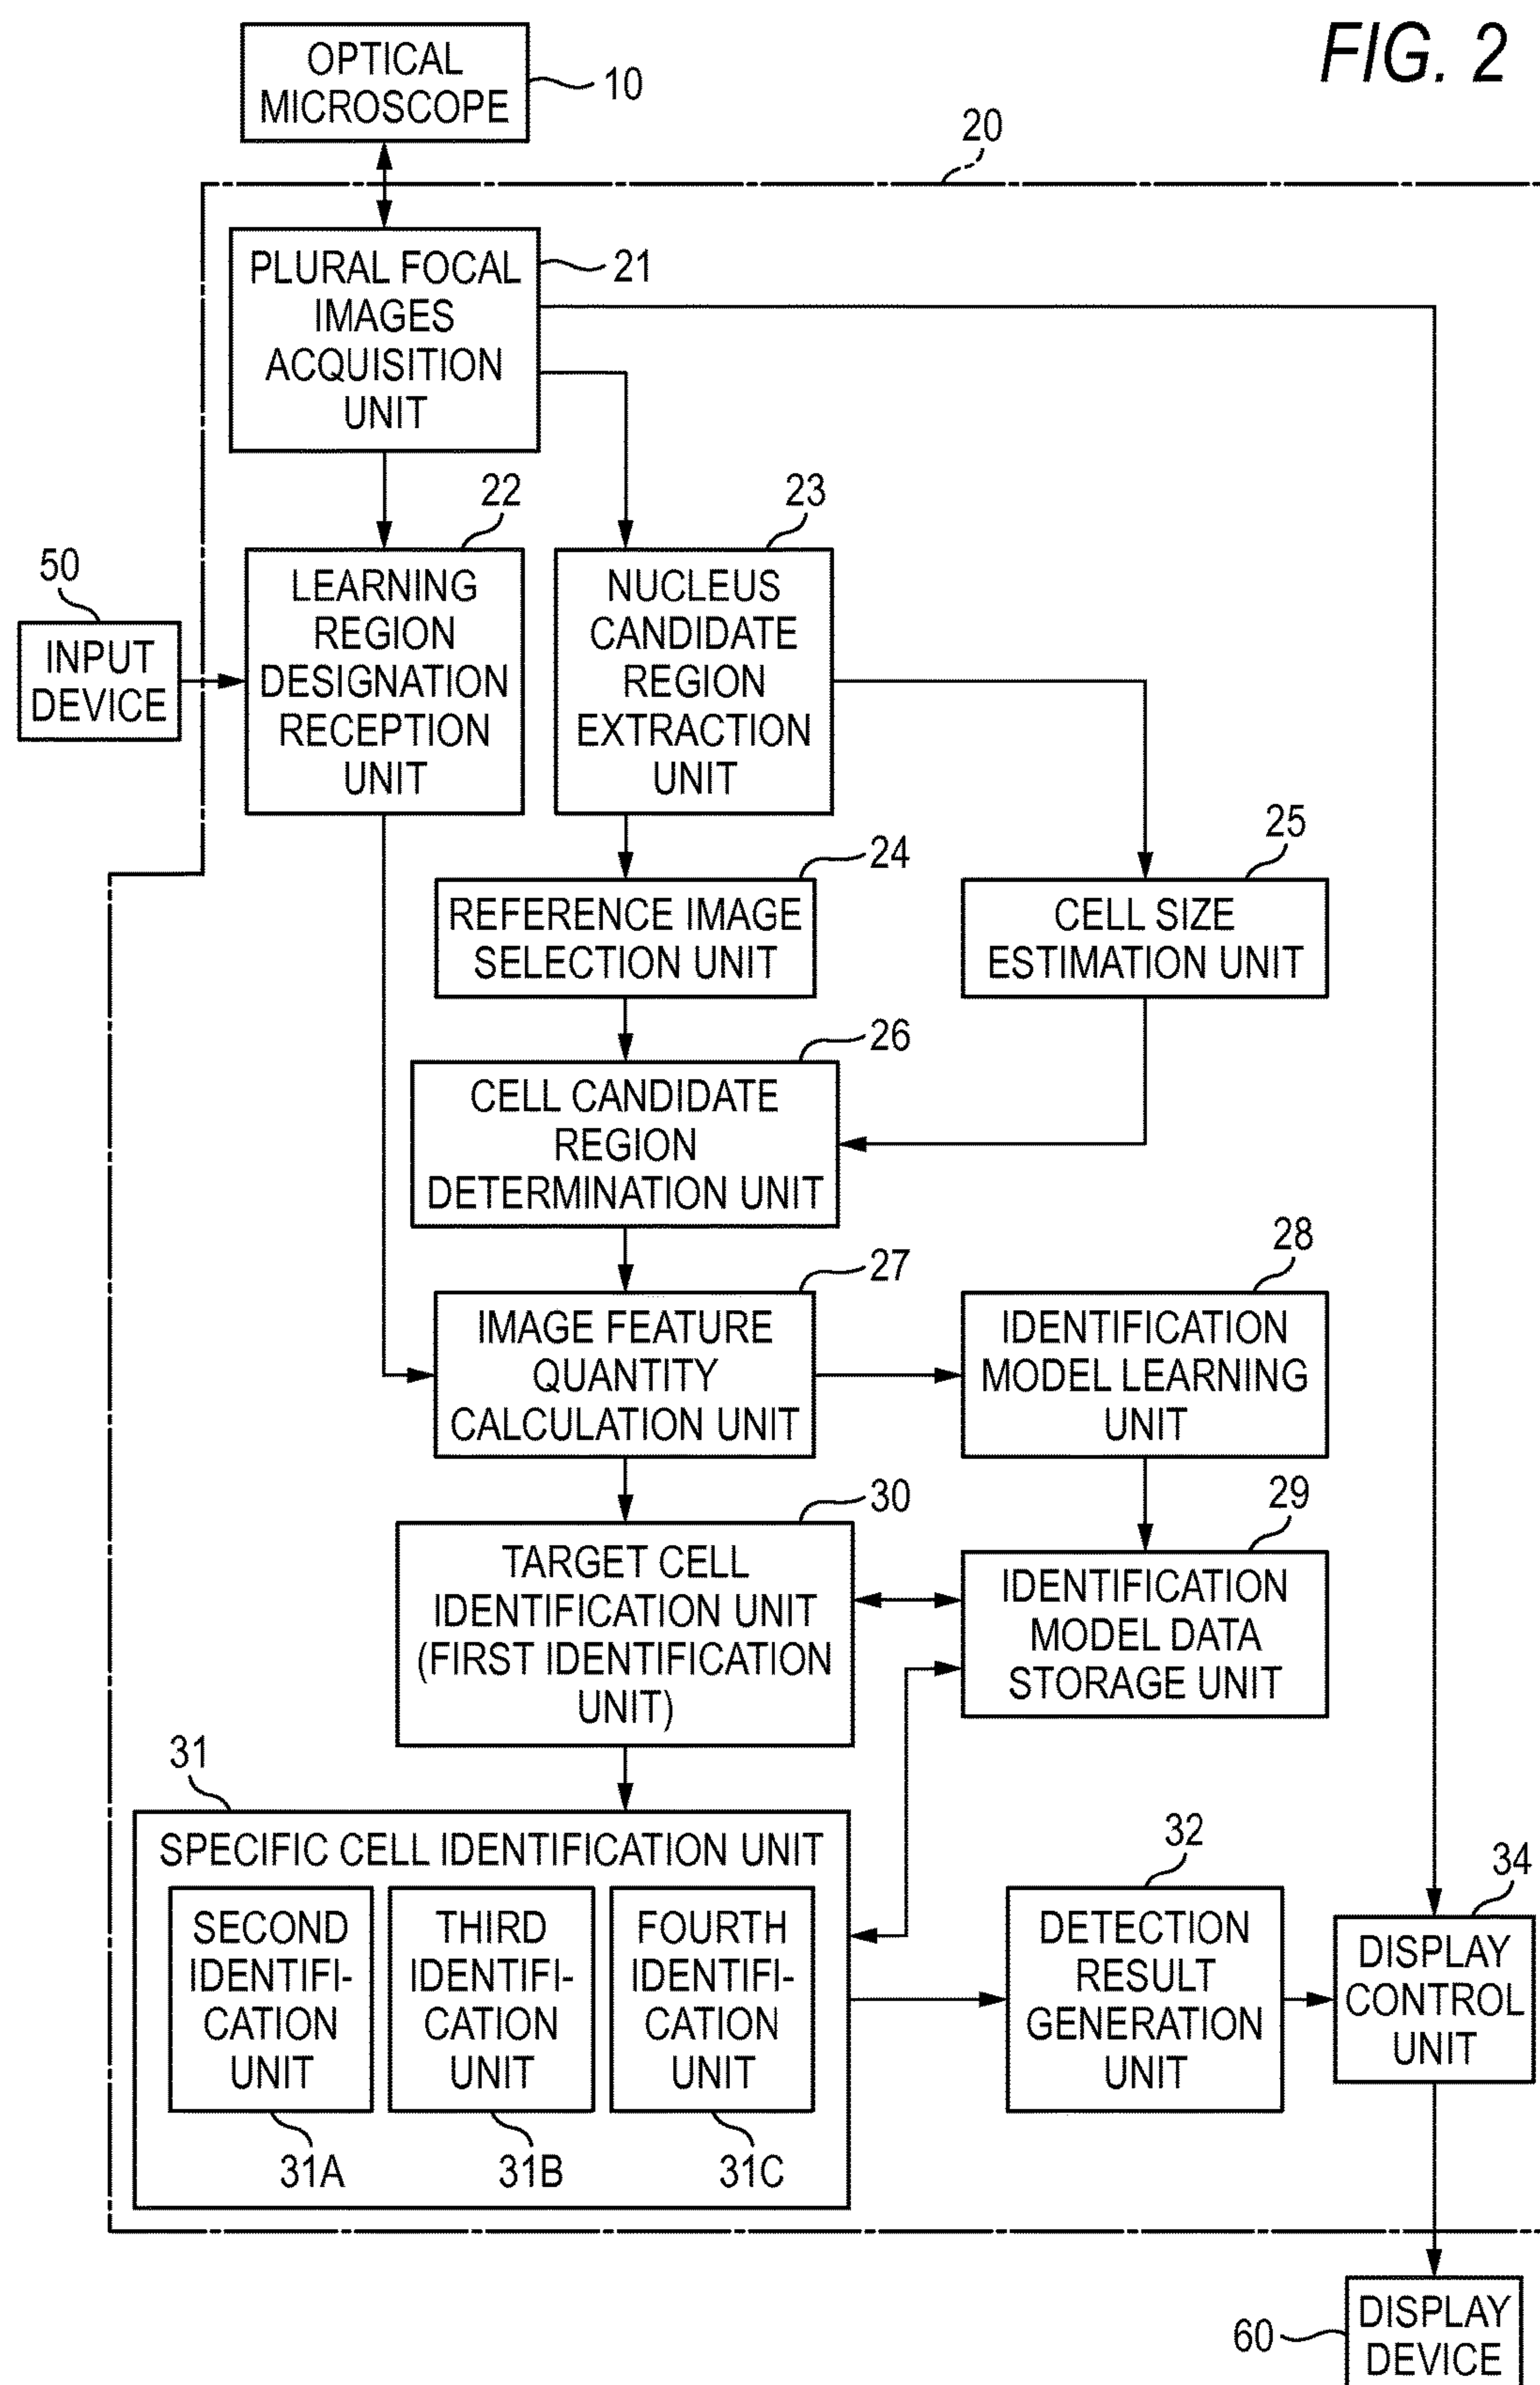 FIG. 2
OPTICAL
MICROSCOPE
10
20
PLURAL FOCAL
IMAGES
ACQUISITION
UNIT
21
22
23
50
INPUT
DEVICE
LEARNING
REGION
DESIGNATION
RECEPTION
UNIT
NUCLEUS
CANDIDATE
REGION
EXTRACTION
UNIT
24
25
REFERENCE IMAGE
SELECTION UNIT
CELL SIZE
ESTIMATION UNIT
26
CELL CANDIDATE
REGION
DETERMINATION UNIT
27
28
IMAGE FEATURE
QUANTITY
CALCULATION UNIT
IDENTIFICATION
MODEL LEARNING
UNIT
30
29
TARGET CELL
IDENTIFICATION UNIT
(FIRST IDENTIFICATION
UNIT)
IDENTIFICATION
MODEL DATA
STORAGE UNIT
31
SPECIFIC CELL IDENTIFICATION UNIT
SECOND
IDENTIFI-
CATION
UNIT
THIRD
IDENTIFI-
CATION
UNIT
FOURTH
IDENTIFI-
CATION
UNIT
31A
31B
31C
32
DETECTION
RESULT
GENERATION
UNIT
34
DISPLAY
CONTROL
UNIT
60
DISPLAY
DEVICE